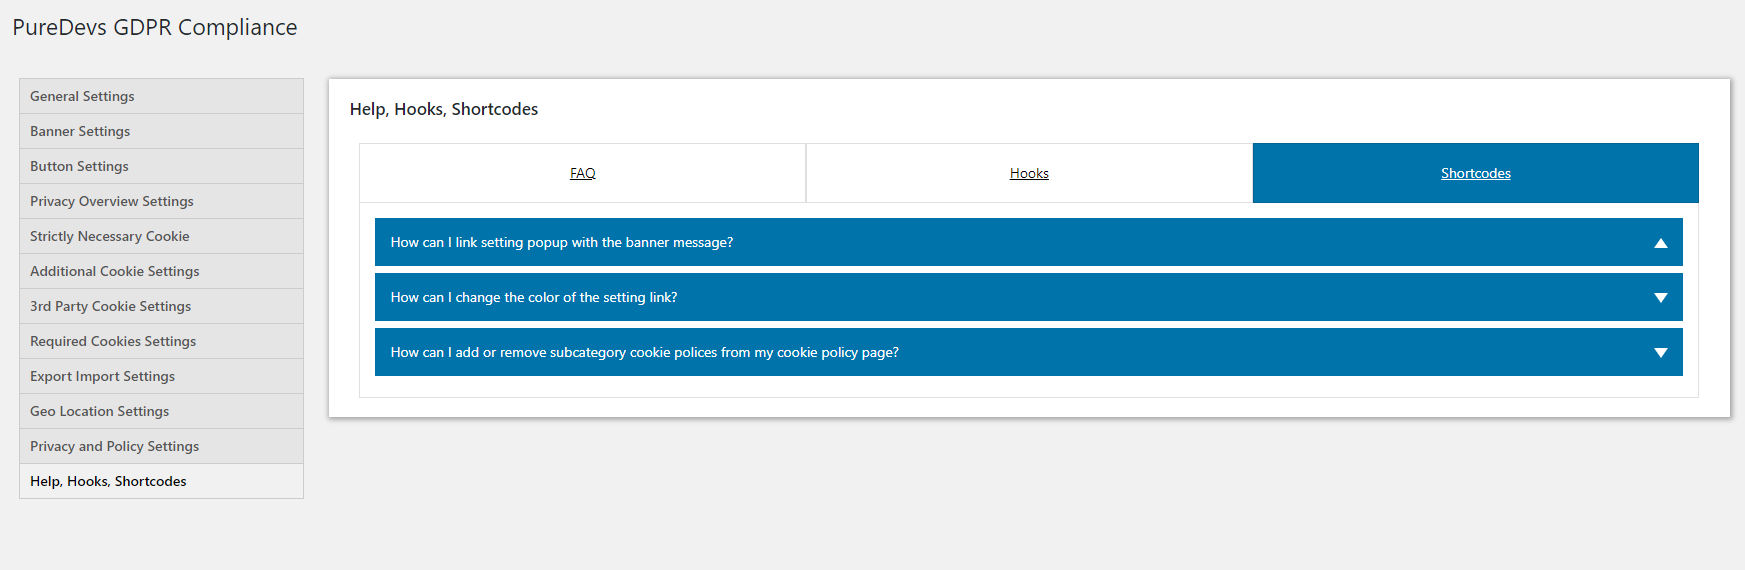 PureDevs GDPR Compliance
General Settings
Banner Settings
Button Settings
Privacy Overview Settings
Strictly Necessary Cookie
Additional Cookie Settings
3rd Party Cookie Settings
Required Cookies Settings
Export Import Settings
Geo Location Settings
Privacy and Policy Settings
Help, Hooks, Shortcodes
Help, Hooks, Shortcodes
FAQ
Hooks
Shortcodes
How can I link setting popup with the banner message?
How can I change the color of the setting link?
How can I add or remove subcategory cookie polices from my cookie policy page?